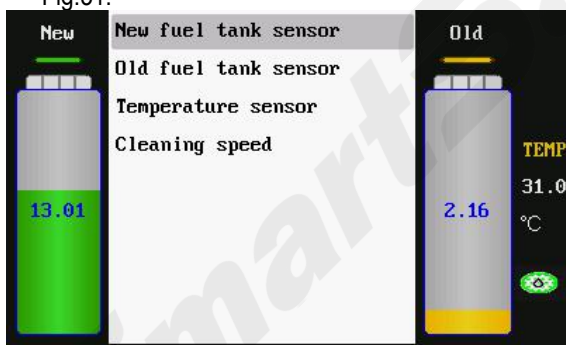 Fig.61.
New
New fuel tank sensor
Old
Old fuel tank sensor
Temperature sensor
Cleaning speed
TEMP
31.0
13.01
2.16
°C